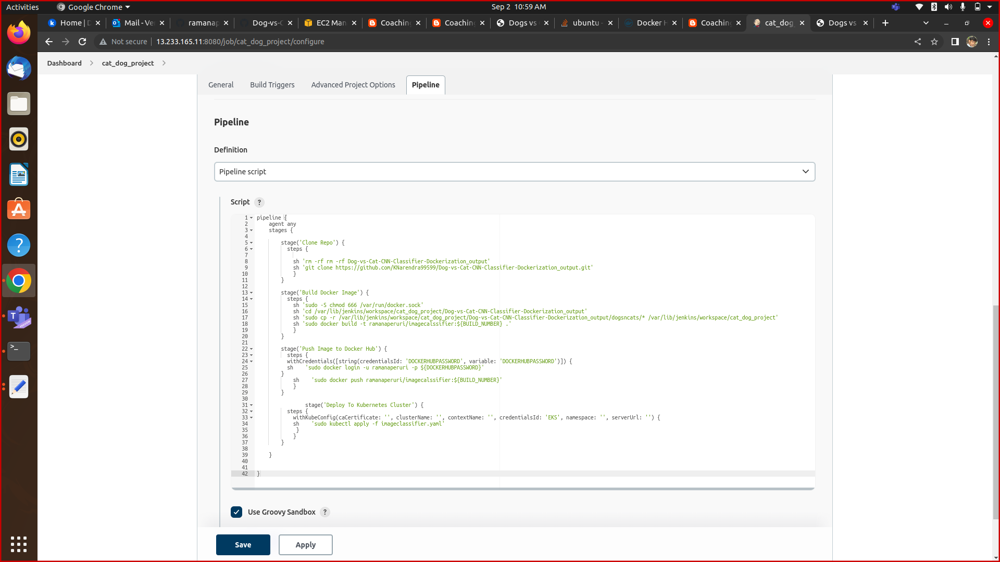 Activities
Google Chrome
Sep 2 10:59 AM
Home | D
Mail - Ve
ramanap
Dog-vs-C
EC2 Man
Coaching
Coaching
Dogs vs
ubuntu -
Docker H
Coaching
cat_dog_
Dogs vs
Not secure
13.233.165.11:8080/job/cat_dog_project/configure
Dashboard
cat_dog_project
General
Build Triggers
Advanced Project Options
Pipeline
Pipeline
Definition
Pipeline script
Script ?
1 pipeline {
2 agent any
3 stages {
4
5 stage('Clone Repo') {
6 steps {
7
8 sh 'rm -rf rm -rf Dog-vs-Cat-CNN-Classifier-Dockerization_output'
9 sh 'git clone https://github.com/KNarendra99599/Dog-vs-Cat-CNN-Classifier-Dockerization_output.git'
10 }
11 }
12
13 stage('Build Docker Image') {
14 steps {
15 sh 'sudo -S chmod 666 /var/run/docker.sock'
16 sh 'cd /var/lib/jenkins/workspace/cat_dog_project/Dog-vs-Cat-CNN-Classifier-Dockerization_output'
17 sh 'sudo cp -r /var/lib/jenkins/workspace/cat_dog_project/Dog-vs-Cat-CNN-Classifier-Dockerization_output/dogsncats/* /var/lib/jenkins/workspace/cat_dog_project'
18 sh 'sudo docker build -t ramanaperuri/imagecalssifier:${BUILD_NUMBER} .'
19 }
20 }
21
22 stage('Push Image to Docker Hub') {
23 steps {
24 withCredentials([string(credentialsId: 'DOCKERHUBPASSWORD', variable: 'DOCKERHUBPASSWORD')]) {
25 sh 'sudo docker login -u ramanaperuri -p ${DOCKERHUBPASSWORD}'
26 }
27 sh 'sudo docker push ramanaperuri/imagecalssifier:${BUILD_NUMBER}'
28 }
29 }
30
31 stage('Deploy To Kubernetes Cluster') {
32 steps {
33 withKubeConfig(caCertificate: '', clusterName: '', contextName: '', credentialsId: 'EKS', namespace: '', serverUrl: '') {
34 sh 'sudo kubectl apply -f imageclassifier.yaml'
35 }
36 }
37 }
38
39 }
40
41
42 }
Use Groovy Sandbox ?
Save
Apply